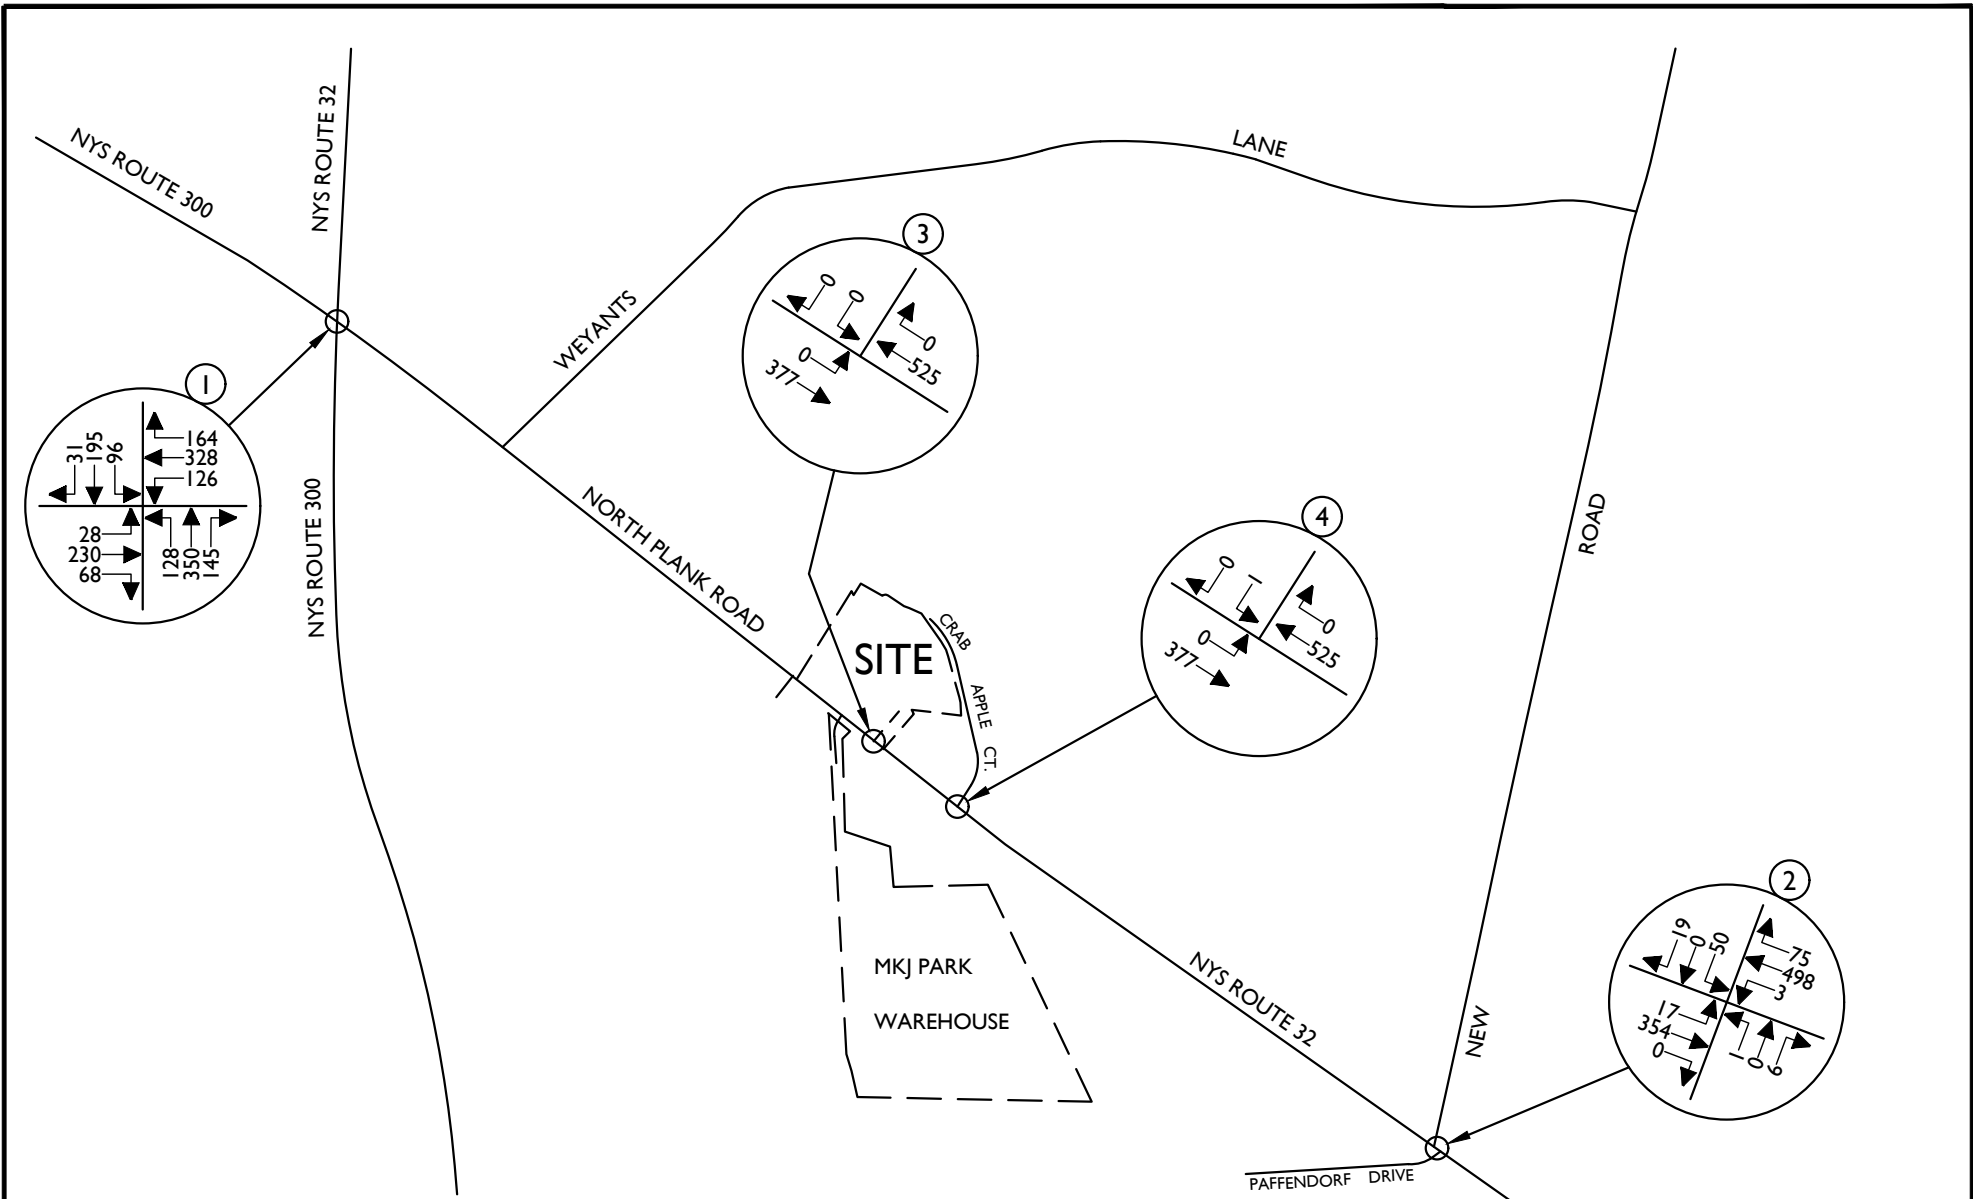 NYS ROUTE 300
NYS ROUTE 32
LANE
WEYANTS
3
0
0
0
525
0
377
1
31
195
96
164
328
126
28
230
68
128
350
145
NYS ROUTE 300
NORTH PLANK ROAD
ROAD
4
0
1
0
525
0
377
SITE
CRAB
APPLE
CT.
MKJ PARK
WAREHOUSE
NYS ROUTE 32
NEW
2
19
0
50
75
498
3
17
354
0
1
0
6
PAFFENDORF DRIVE